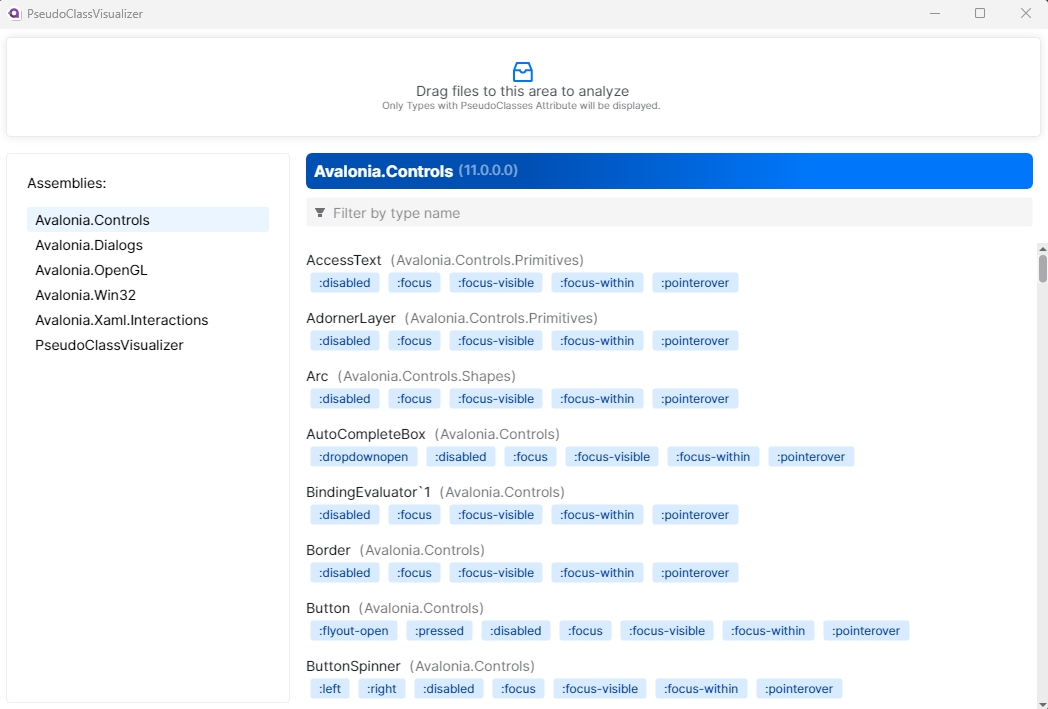 PseudoClassVisualizer
Drag files to this area to analyze
Only Types with PseudoClasses Attribute will be displayed.
Assemblies:
Avalonia.Controls
Avalonia.Dialogs
Avalonia.OpenGL
Avalonia.Win32
Avalonia.Xaml.Interactions
PseudoClassVisualizer
Avalonia.Controls (11.0.0.0)
Filter by type name
AccessText (Avalonia.Controls.Primitives)
:disabled :focus :focus-visible :focus-within :pointerover
AdornerLayer (Avalonia.Controls.Primitives)
:disabled :focus :focus-visible :focus-within :pointerover
Arc (Avalonia.Controls.Shapes)
:disabled :focus :focus-visible :focus-within :pointerover
AutoCompleteBox (Avalonia.Controls)
:dropdownopen :disabled :focus :focus-visible :focus-within :pointerover
BindingEvaluator`1 (Avalonia.Controls)
:disabled :focus :focus-visible :focus-within :pointerover
Border (Avalonia.Controls)
:disabled :focus :focus-visible :focus-within :pointerover
Button (Avalonia.Controls)
:flyout-open :pressed :disabled :focus :focus-visible :focus-within :pointerover
ButtonSpinner (Avalonia.Controls)
:left :right :disabled :focus :focus-visible :focus-within :pointerover